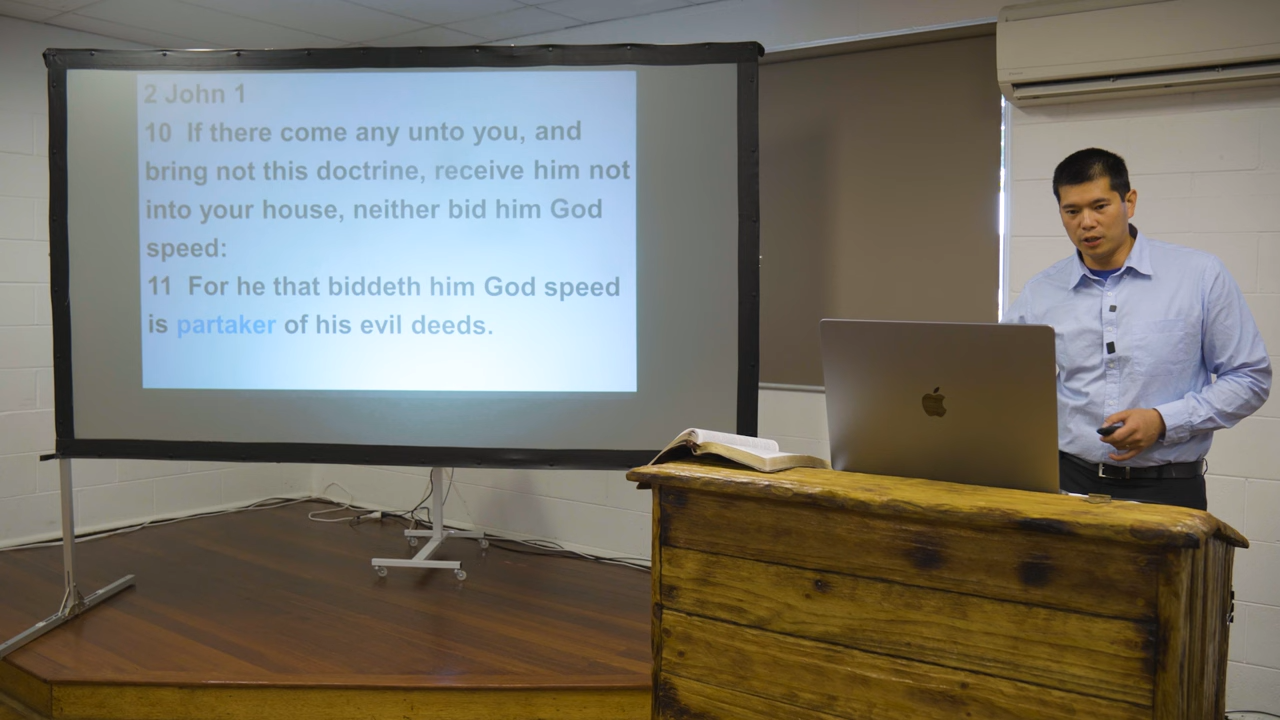 2 John 1
10 If there come any unto you, and
bring not this doctrine, receive him not
into your house, neither bid him God
speed:
11 For he that biddeth him God speed
is partaker of his evil deeds.